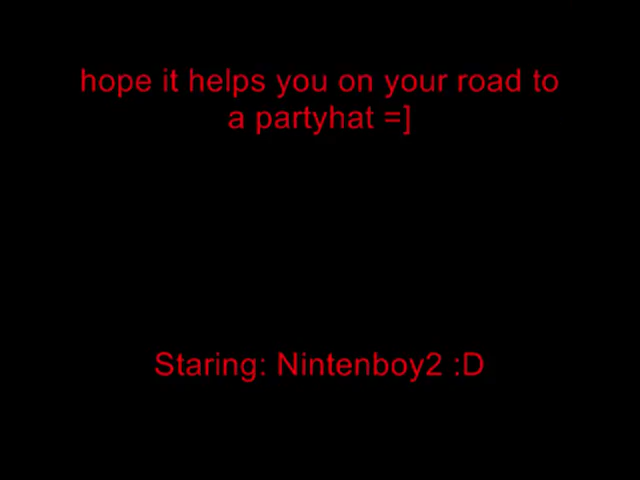 hope it helps you on your road to
a partyhat =]
Staring: Nintenboy2 :D